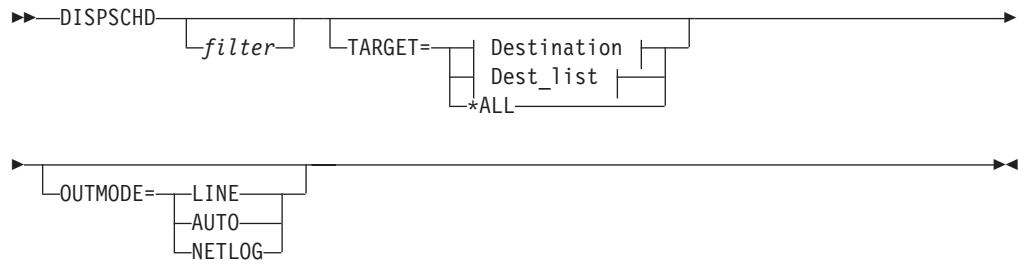 DISPSCHD
filter
TARGET=
Destination
Dest_list
*ALL
OUTMODE=
LINE
AUTO
NETLOG